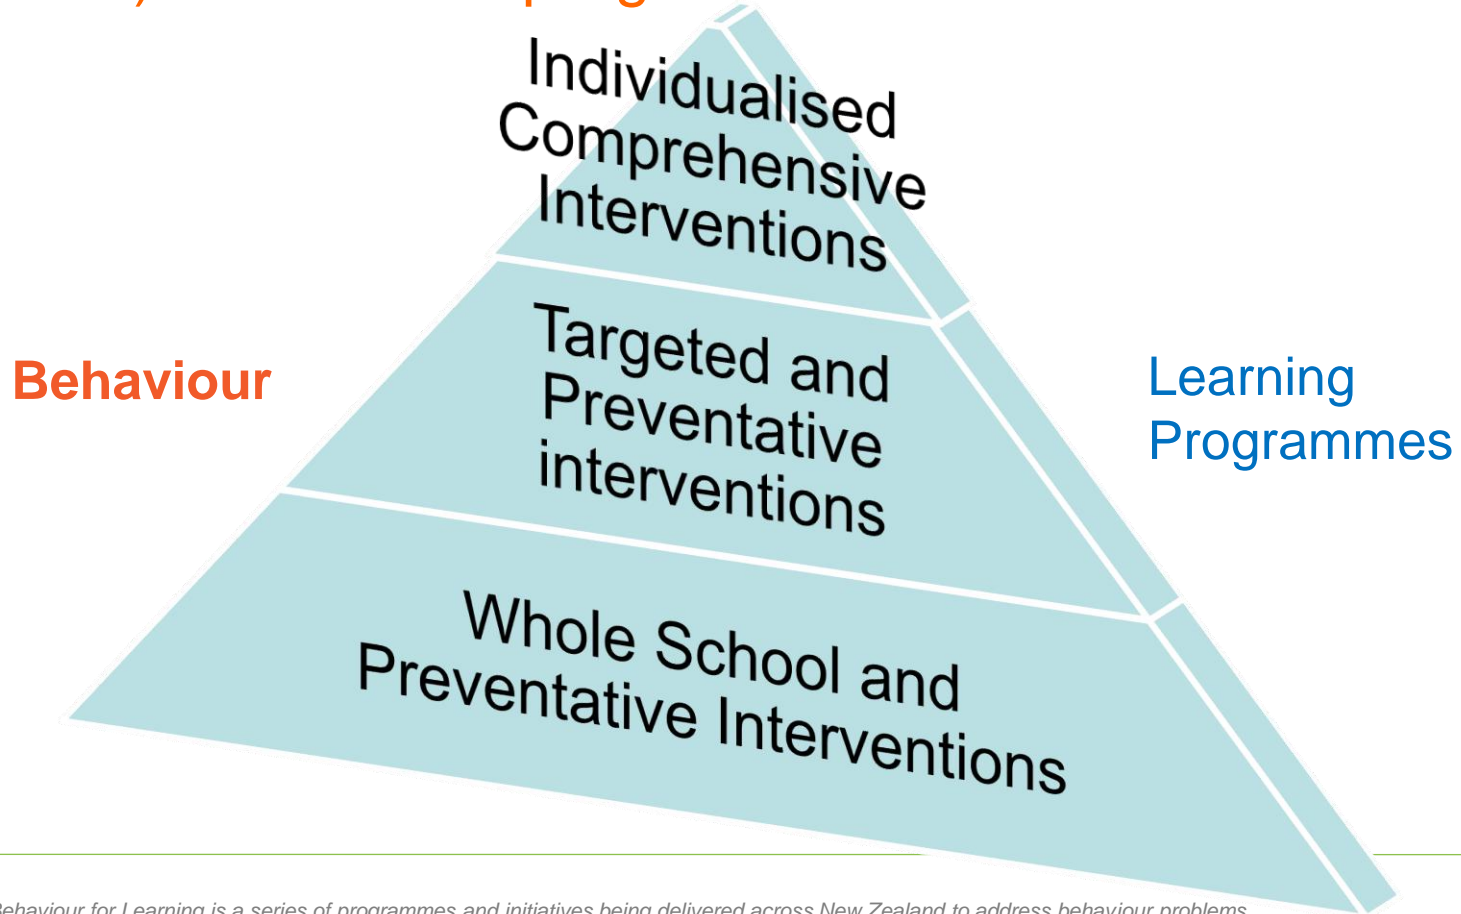 Individualised
Comprehensive
Interventions
Behaviour
Targeted and
Preventative
interventions
Learning
Programmes
Whole School and
Preventative Interventions
Behaviour for Learning is a series of programmes and initiatives being delivered across New Zealand to address behaviour problems